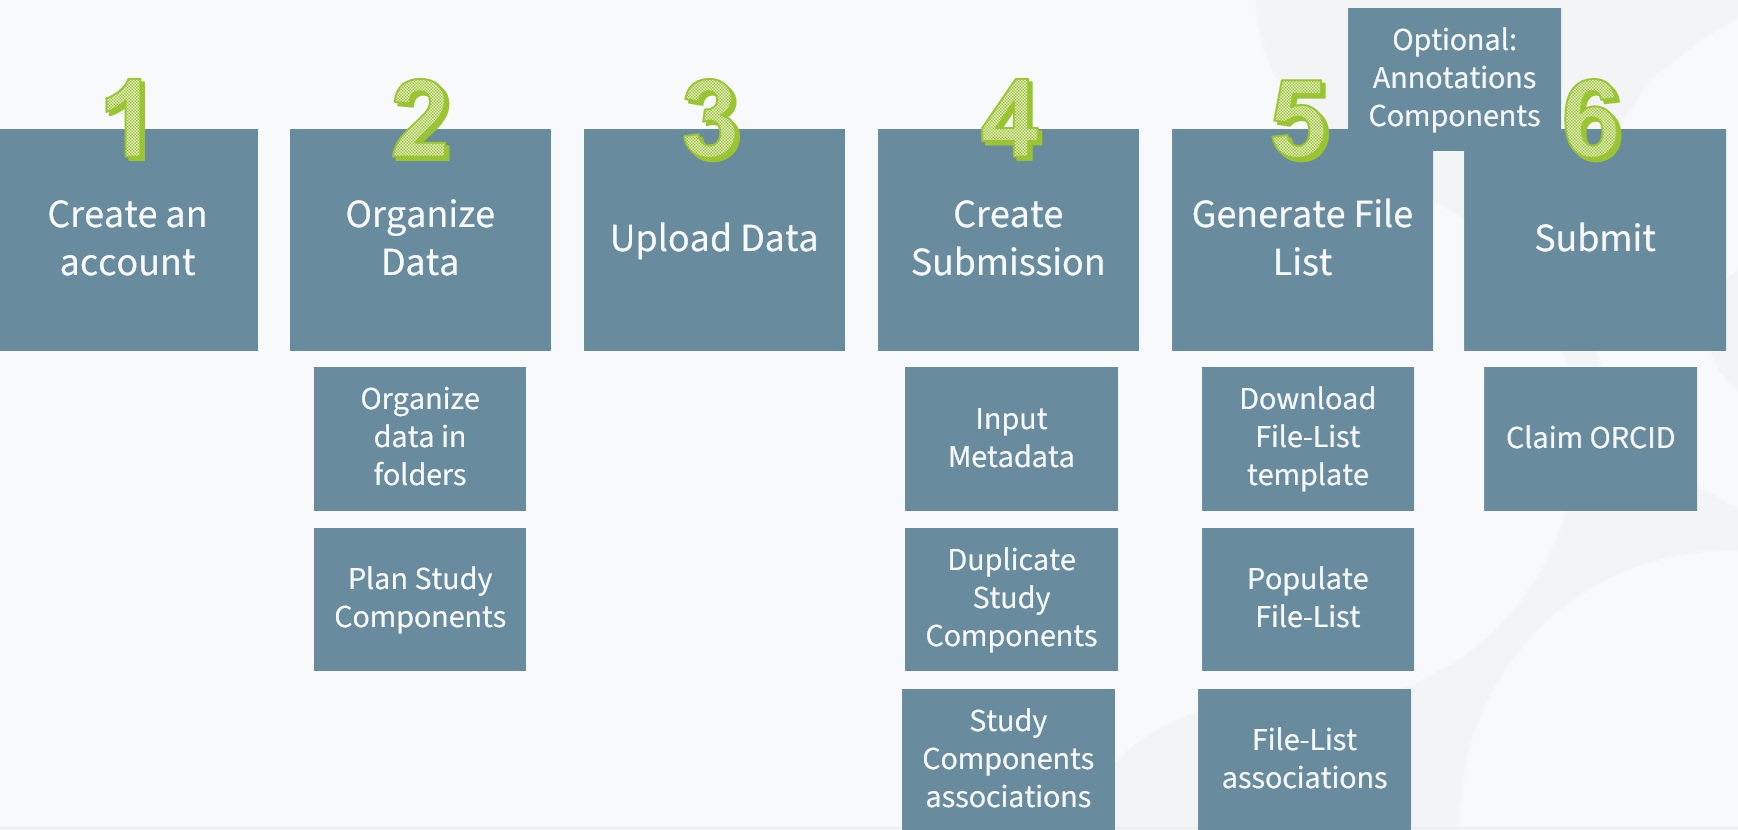 1
Create an
account
2
Organize
Data
Organize
data in
folders
Plan Study
Components
3
Upload Data
4
Create
Submission
Input
Metadata
Duplicate
Study
Components
Study
Components
associations
5
Generate File
List
Download
File-List
template
Populate
File-List
File-List
associations
Optional:
Annotations
Components
6
Submit
Claim ORCID